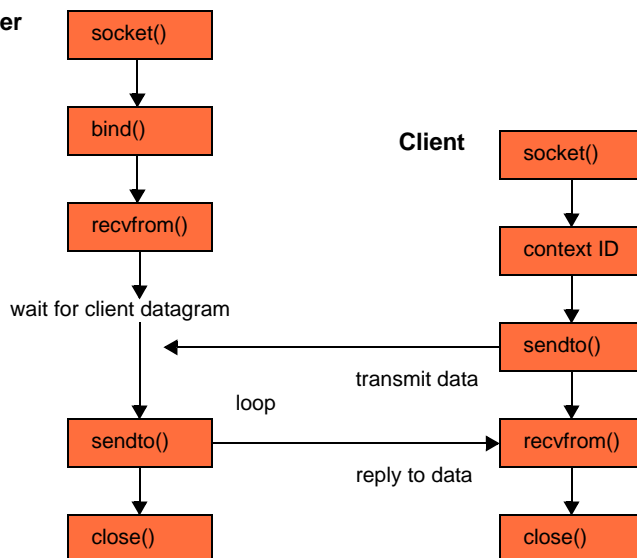 er
socket()
bind()
recvfrom()
wait for client datagram
loop
sendto()
close()
Client
socket()
context ID
sendto()
transmit data
recvfrom()
reply to data
close()